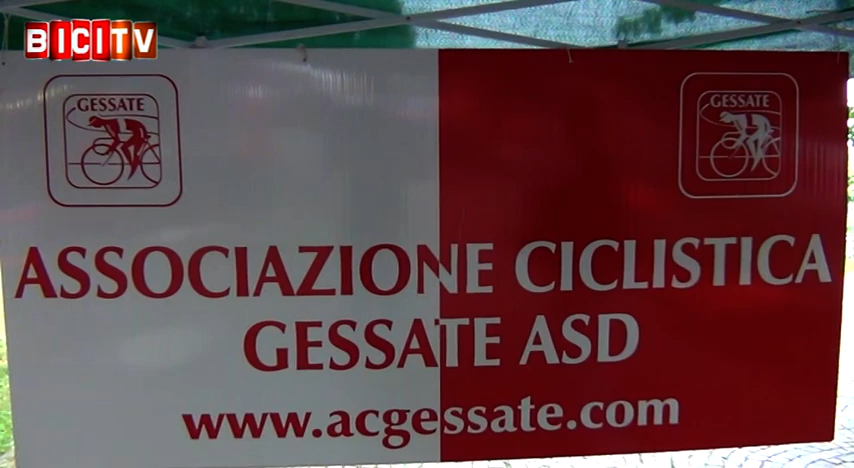 BICITV
GESSATE
GESSATE
ASSOCIAZIONE CICLISTICA
GESSATE ASD
www.acgessate.com